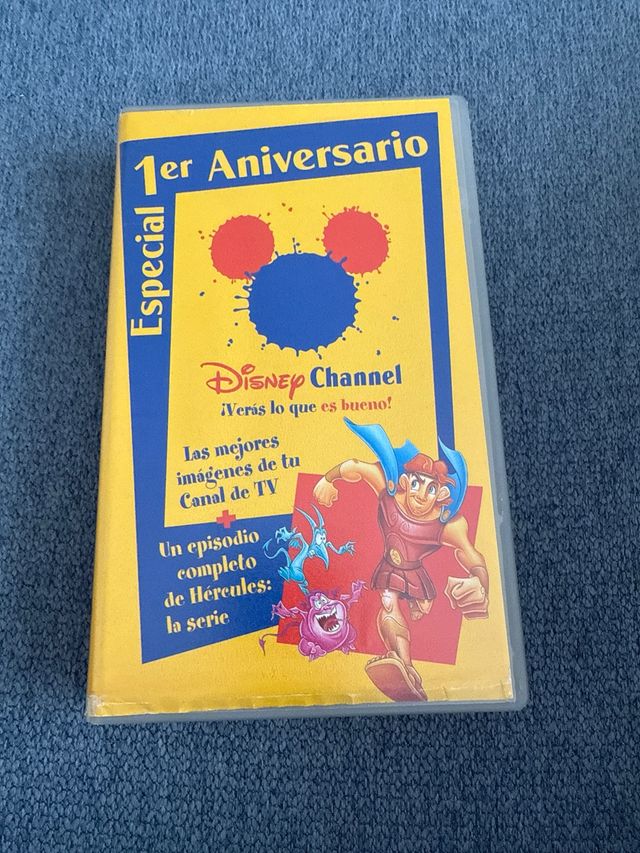 Especial
1er Aniversario
Disney Channel
¡Verás lo que es bueno!
Las mejores
imágenes de tu
Canal de TV
+
Un episodio
completo
de Hércules:
la serie